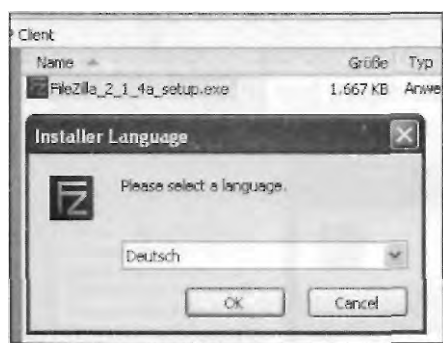 Client
Name Größe Typ
FileZilla_2_1_4a_setup.exe 1.667 KB Anwe
Installer Language
Please select a language.
Deutsch
OK Cancel